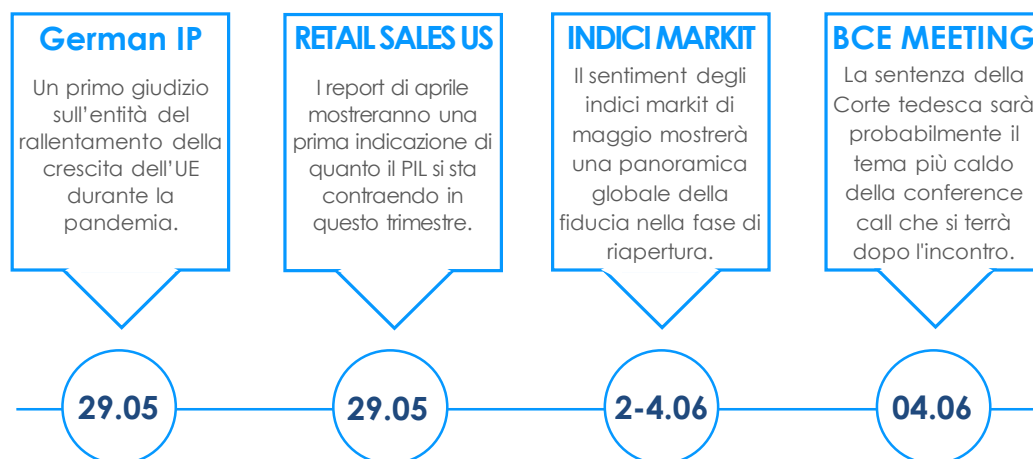 German IP
Un primo giudizio
sull'entità del
rallentamento della
crescita dell'UE
durante la
pandemia.
29.05
RETAIL SALES US
I report di aprile
mostreranno una
prima indicazione di
quanto il PIL si sta
contraendo in
questo trimestre.
29.05
INDICI MARKIT
Il sentiment degli
indici markit di
maggio mostrerà
una panoramica
globale della
fiducia nella fase di
riapertura.
2-4.06
BCE MEETING
La sentenza della
Corte tedesca sarà
probabilmente il
tema più caldo
della conference
call che si terrà
dopo l'incontro.
04.06